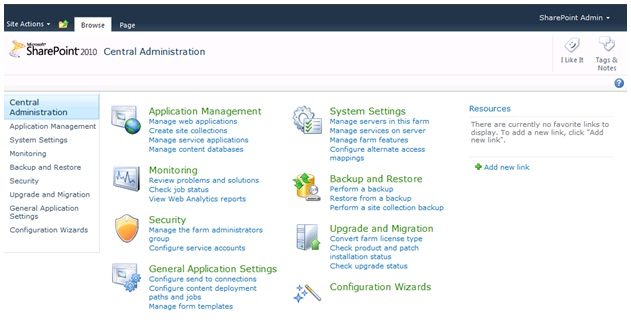 Site Actions
Browse
Page
SharePoint Admin
Microsoft
SharePoint 2010
Central Administration
I Like It
Tags &
Notes
Central
Administration
Application Management
System Settings
Monitoring
Backup and Restore
Security
Upgrade and Migration
General Application
Settings
Configuration Wizards
Application Management
Manage web applications
Create site collections
Manage service applications
Manage content databases
Monitoring
Review problems and solutions
Check job status
View Web Analytics reports
Security
Manage the farm administrators
group
Configure service accounts
General Application Settings
Configure send to connections
Configure content deployment
paths and jobs
Manage form templates
System Settings
Manage servers in this farm
Manage services on server
Manage farm features
Configure alternate access
mappings
Backup and Restore
Perform a backup
Restore from a backup
Perform a site collection backup
Upgrade and Migration
Convert farm license type
Check product and patch
installation status
Check upgrade status
Configuration Wizards
Resources
There are currently no favorite links to
display. To add a new link, click "Add
new link".
Add new link